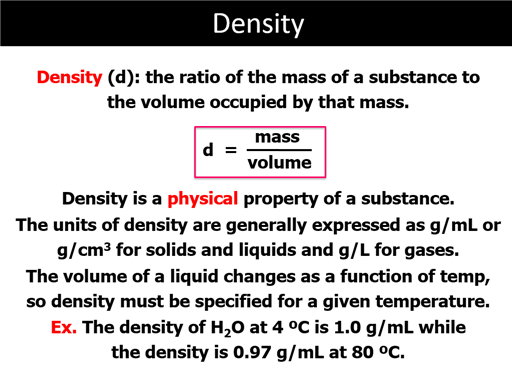 Density
Density (d): the ratio of the mass of a substance to
the volume occupied by that mass.
d = mass
volume
Density is a physical property of a substance.
The units of density are generally expressed as g/mL or
g/cm³ for solids and liquids and g/L for gases.
The volume of a liquid changes as a function of temp,
so density must be specified for a given temperature.
Ex. The density of H₂O at 4 ºC is 1.0 g/mL while
the density is 0.97 g/mL at 80 ºC.